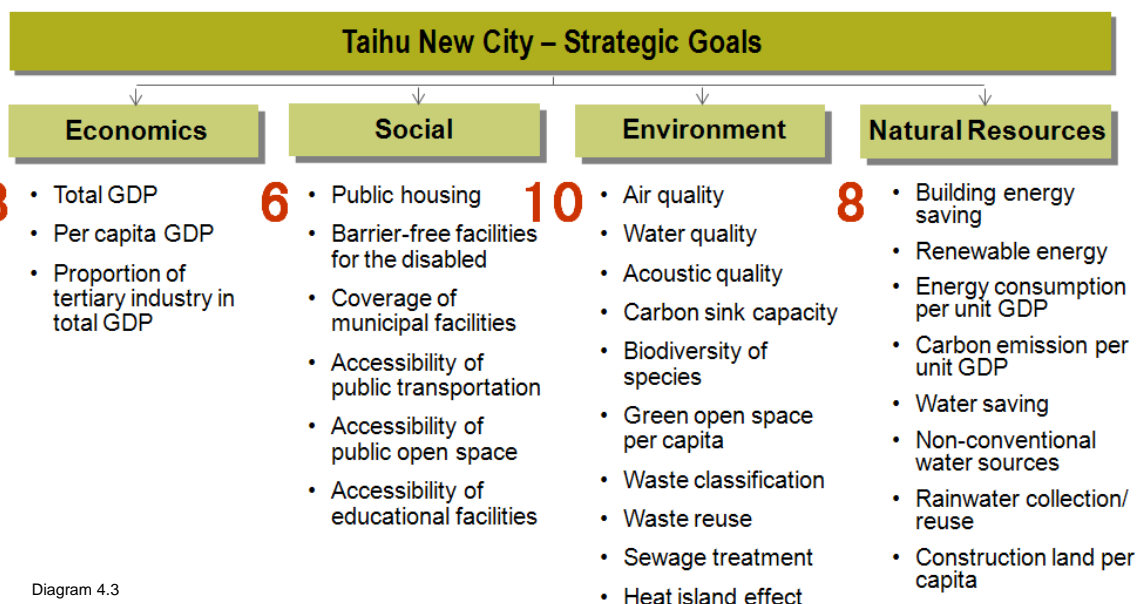 Taihu New City – Strategic Goals
Economics
3
• Total GDP
• Per capita GDP
• Proportion of
tertiary industry in
total GDP
Social
6
• Public housing
• Barrier-free facilities
for the disabled
• Coverage of
municipal facilities
• Accessibility of
public transportation
• Accessibility of
public open space
• Accessibility of
educational facilities
Environment
10
• Air quality
• Water quality
• Acoustic quality
• Carbon sink capacity
• Biodiversity of
species
• Green open space
per capita
• Waste classification
• Waste reuse
• Sewage treatment
• Heat island effect
Natural Resources
8
• Building energy
saving
• Renewable energy
• Energy consumption
per unit GDP
• Carbon emission per
unit GDP
• Water saving
• Non-conventional
water sources
• Rainwater collection/
reuse
• Construction land per
capita
Diagram 4.3